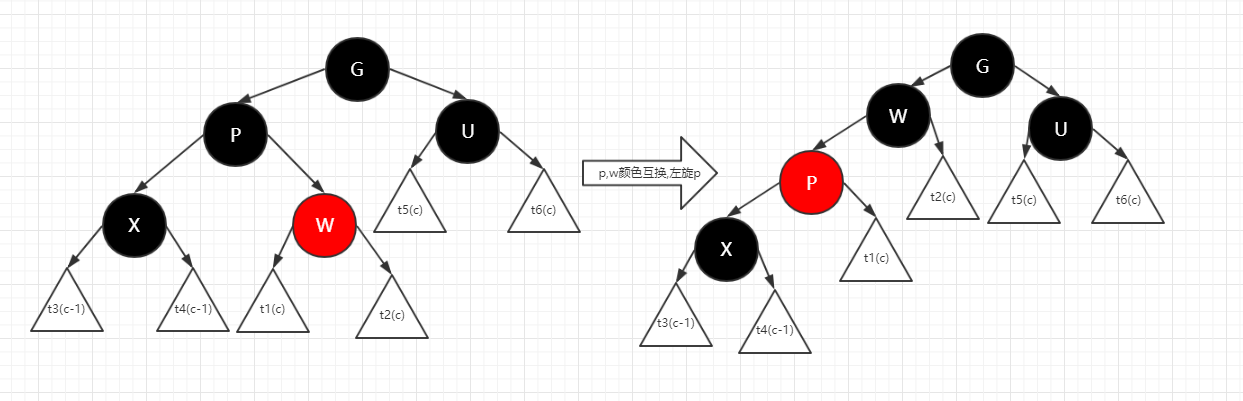 G
P
U
X
W
t5(c)
t6(c)
t3(c-1)
t4(c-1)
t1(c)
t2(c)
p,w颜色互换,左旋p
G
W
U
P
t2(c)
t5(c)
t6(c)
X
t1(c)
t3(c-1)
t4(c-1)